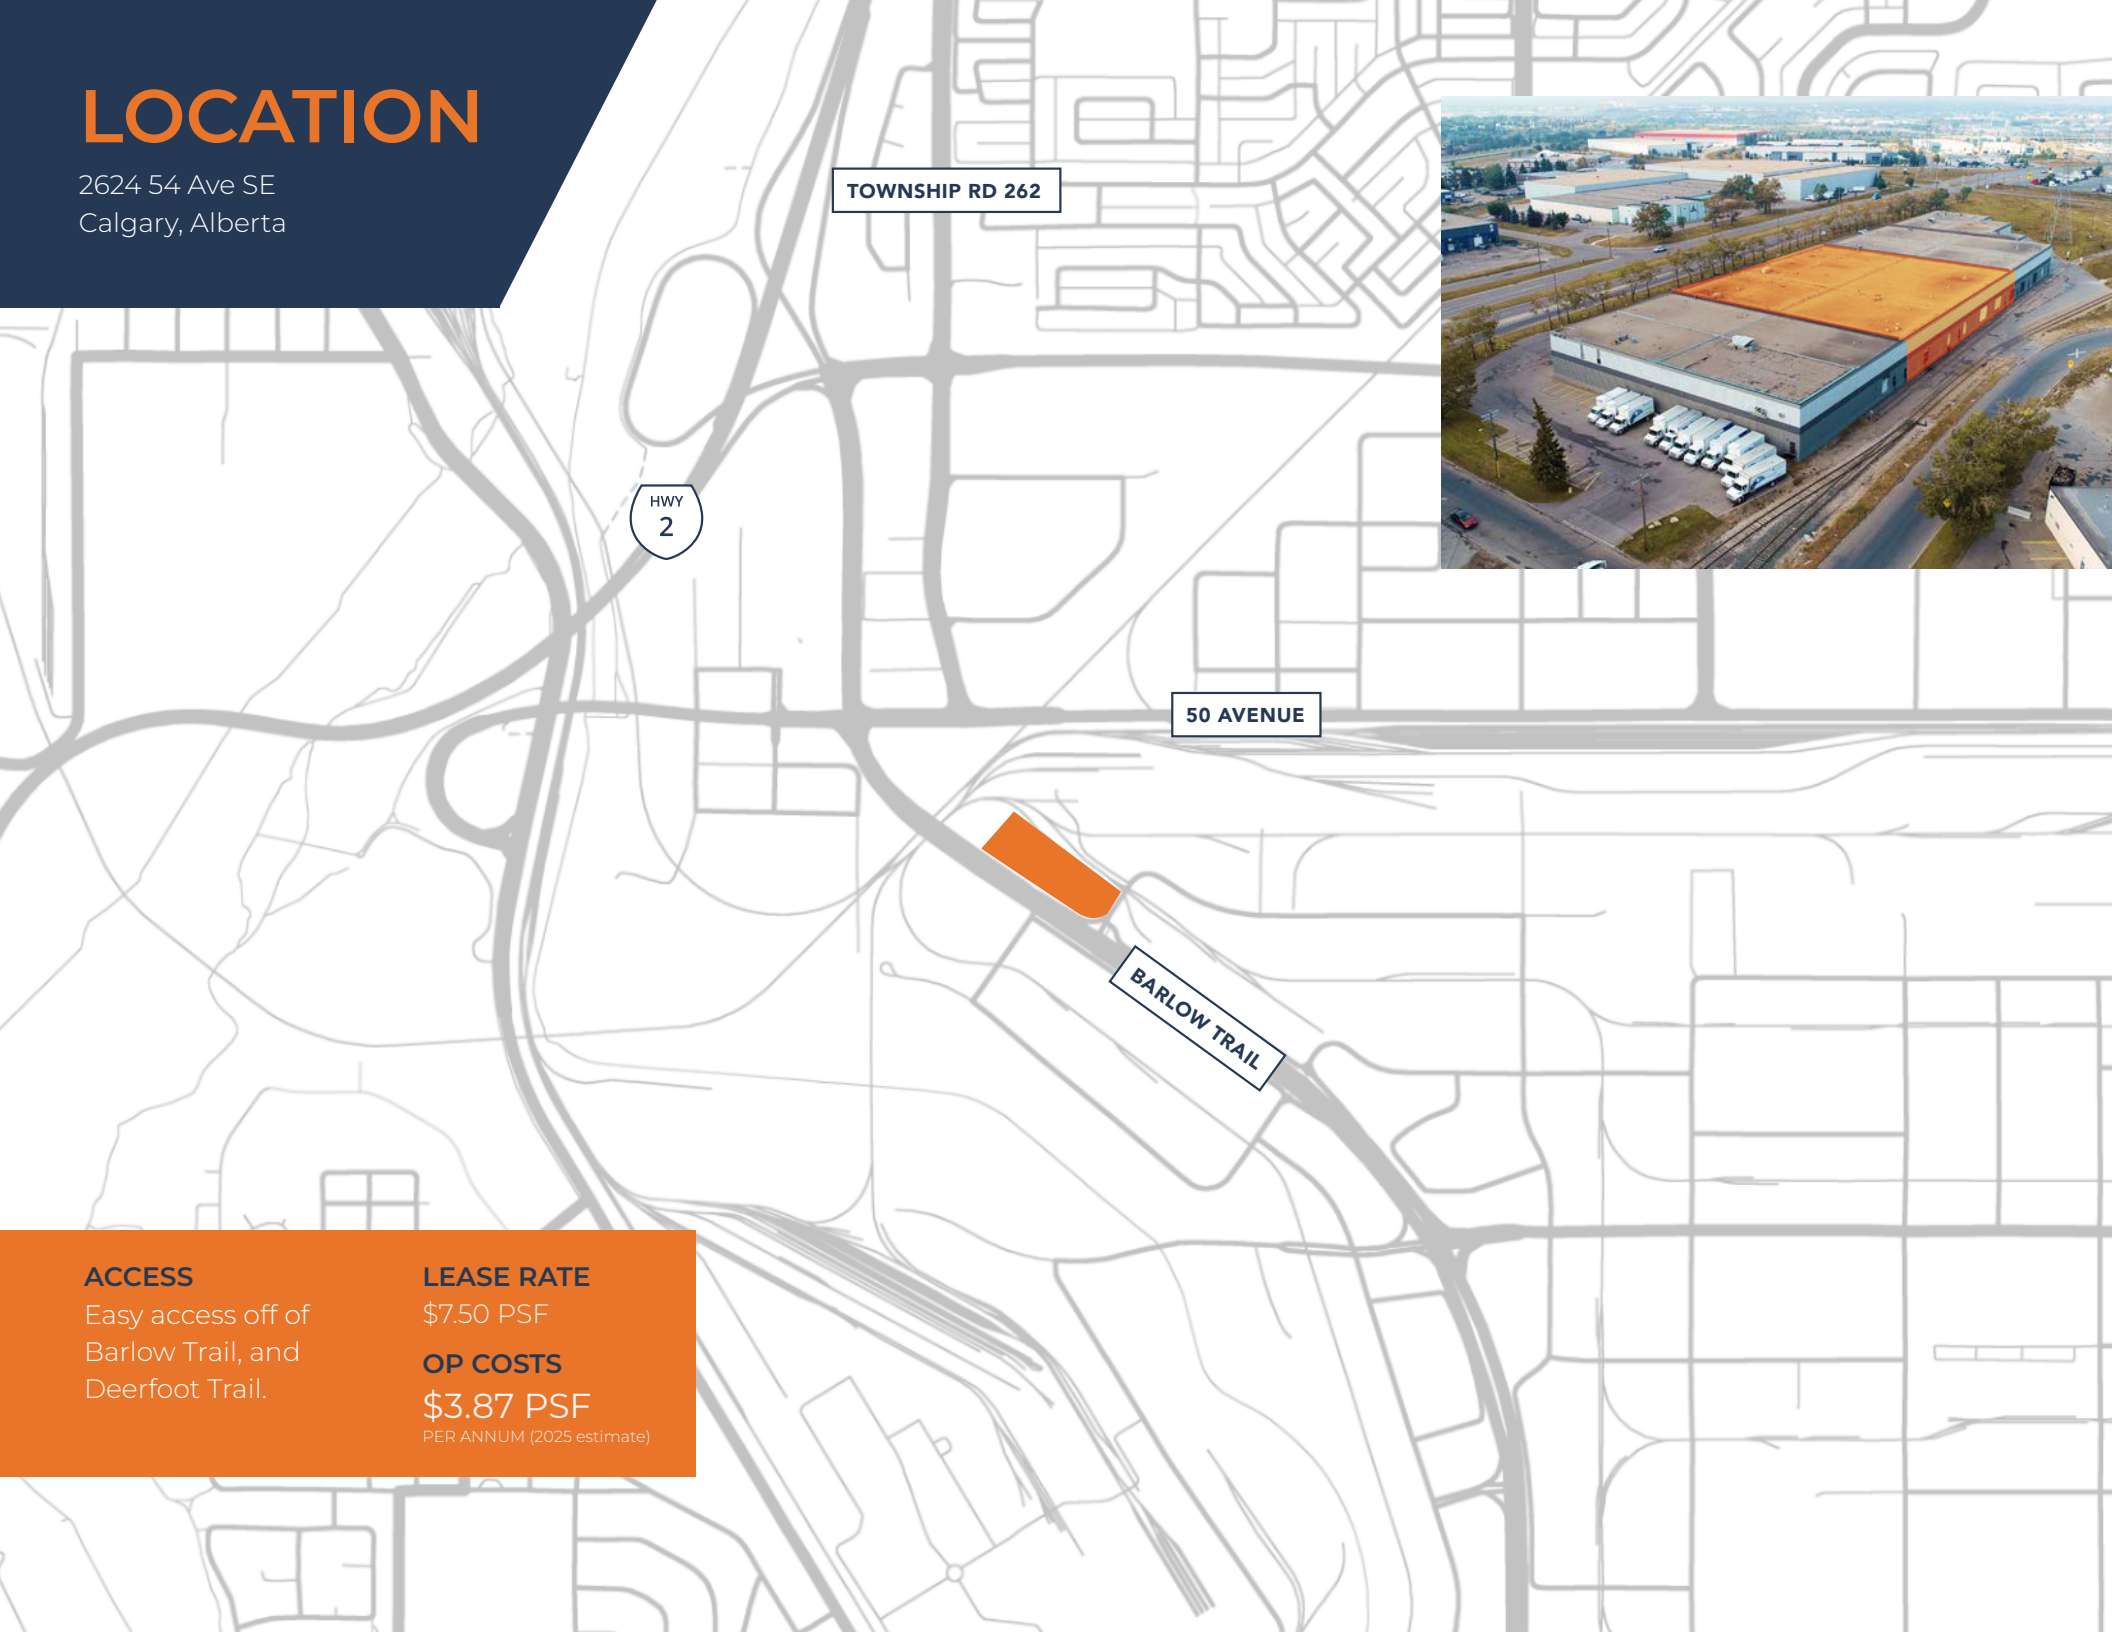 LOCATION
2624 54 Ave SE
Calgary, Alberta
TOWNSHIP RD 262
HWY
2
50 AVENUE
BARLOW TRAIL
ACCESS
Easy access off of
Barlow Trail, and
Deerfoot Trail.
LEASE RATE
$7.50 PSF
OP COSTS
$3.87 PSF
PER ANNUM (2025 estimate)